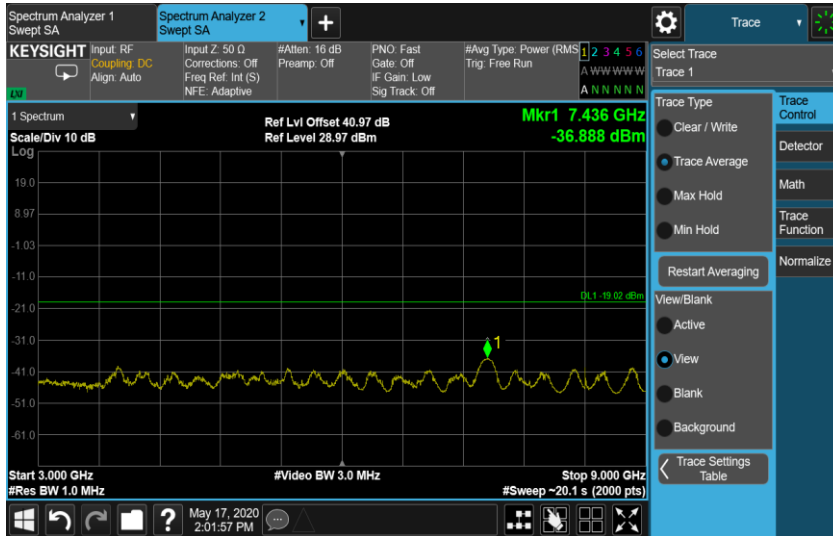 Spectrum Analyzer 1
Swept SA
Spectrum Analyzer 2
Swept SA
KEYSIGHT
Input: RF
Coupling: DC
Align: Auto
Input Z: 50 Ω
Corrections: Off
Freq Ref: Int (S)
NFE: Adaptive
#Atten: 16 dB
Preamp: Off
PNO: Fast
Gate: Off
IF Gain: Low
Sig Track: Off
#Avg Type: Power (RMS
Trig: Free Run
1 2 3 4 5 6
A W W W W W
A N N N N N
LXI
1 Spectrum
Scale/Div 10 dB
Log
Ref Lvl Offset 40.97 dB
Ref Level 28.97 dBm
Mkr1 7.436 GHz
-36.888 dBm
19.0
8.97
-1.03
-11.0
-21.0
-31.0
-41.0
-51.0
-61.0
DL1 -19.02 dBm
1
Start 3.000 GHz
#Res BW 1.0 MHz
#Video BW 3.0 MHz
Stop 9.000 GHz
#Sweep ~20.1 s (2000 pts)
?
May 17, 2020
2:01:57 PM
Trace
Select Trace
Trace 1
Trace Type
Clear / Write
Trace Average
Max Hold
Min Hold
Restart Averaging
View/Blank
Active
View
Blank
Background
Trace Settings
Table
Trace
Control
Detector
Math
Trace
Function
Normalize